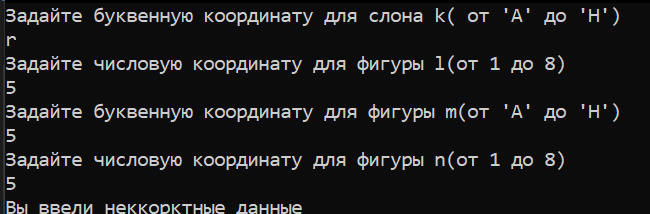 Задайте буквенную координату для слона k( от 'A' до 'H')
r
Задайте числовую координату для фигуры l(от 1 до 8)
5
Задайте буквенную координату для фигуры m(от 'A' до 'H')
5
Задайте числовую координату для фигуры n(от 1 до 8)
5
Вы ввели неккорктные данные